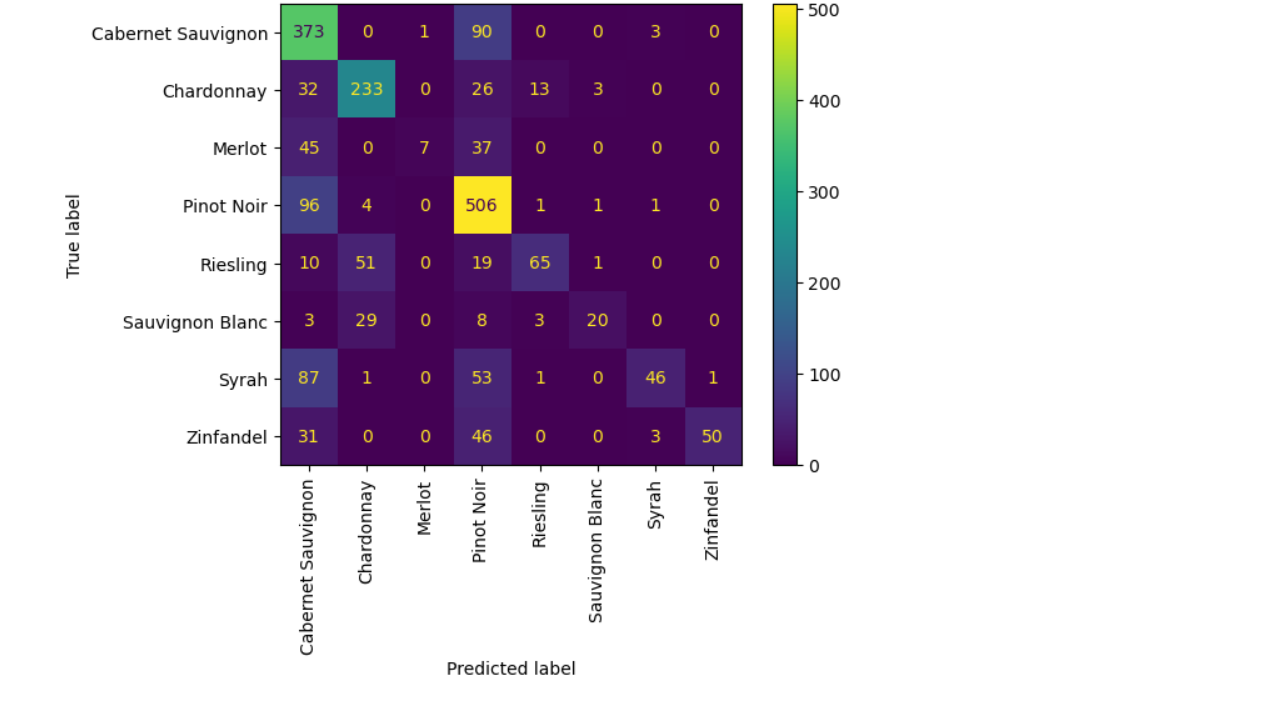 Cabernet Sauvignon 373 0 1 90 0 0 3 0
Chardonnay 32 233 0 26 13 3 0 0
Merlot 45 0 7 37 0 0 0 0
Pinot Noir 96 4 0 506 1 1 1 0
Riesling 10 51 0 19 65 1 0 0
Sauvignon Blanc 3 29 0 8 3 20 0 0
Syrah 87 1 0 53 1 0 46 1
Zinfandel 31 0 0 46 0 0 3 50
True label
Cabernet Sauvignon
Chardonnay
Merlot
Pinot Noir
Riesling
Sauvignon Blanc
Syrah
Zinfandel
Predicted label
500
400
300
200
100
0